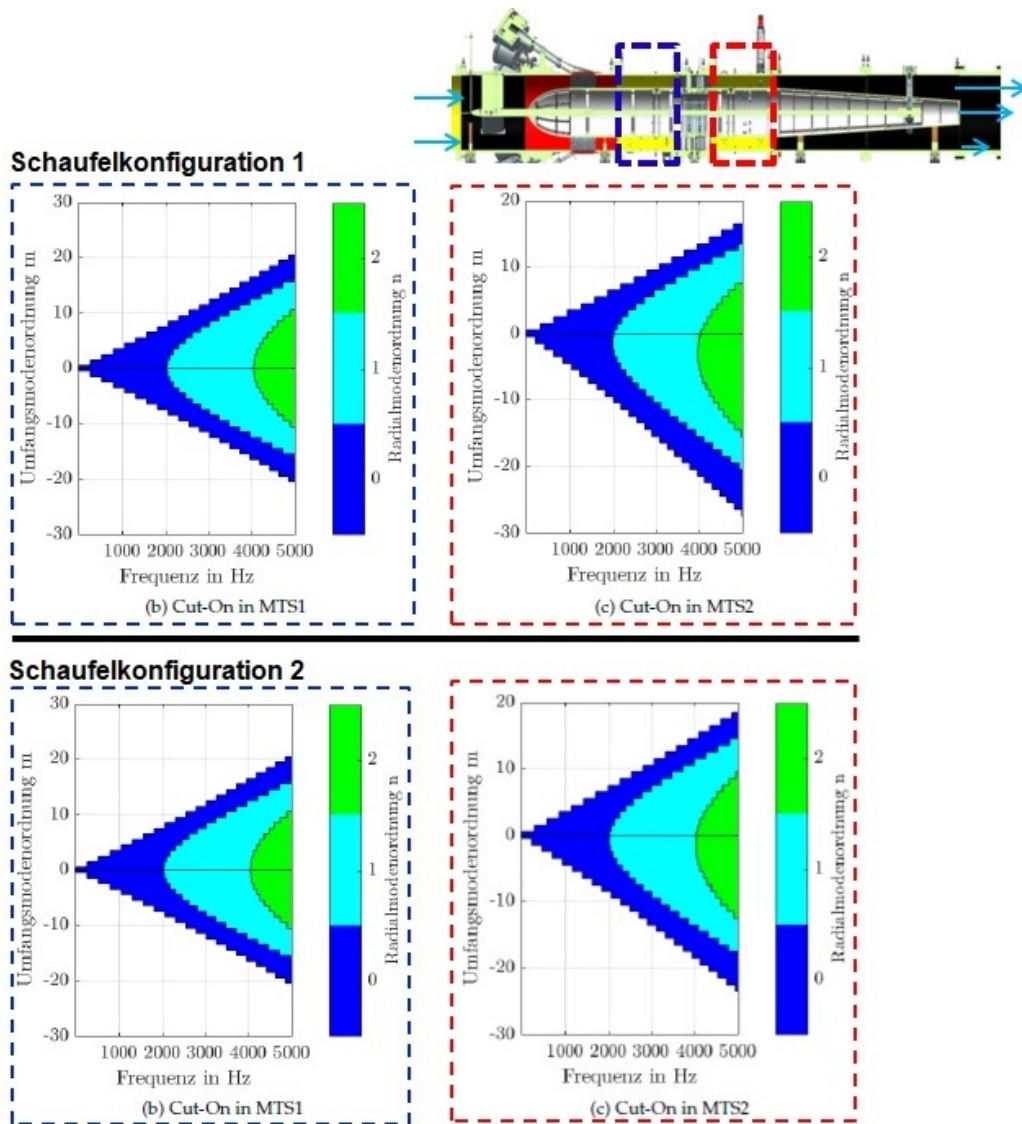 Schaufelkonfiguration 1
30
20
10
0
-10
-20
-30
Umfangsmodenordnung m
1000 2000 3000 4000 5000
Frequenz in Hz
2
1
0
Radialmodenordnung n
(b) Cut-On in MTS1
20
10
0
-10
-20
-30
Umfangsmodenordnung m
1000 2000 3000 4000 5000
Frequenz in Hz
2
1
0
Radialmodenordnung n
(c) Cut-On in MTS2
Schaufelkonfiguration 2
30
20
10
0
-10
-20
-30
Umfangsmodenordnung m
1000 2000 3000 4000 5000
Frequenz in Hz
2
1
0
Radialmodenordnung n
(b) Cut-On in MTS1
20
10
0
-10
-20
-30
Umfangsmodenordnung m
1000 2000 3000 4000 5000
Frequenz in Hz
2
1
0
Radialmodenordnung n
(c) Cut-On in MTS2